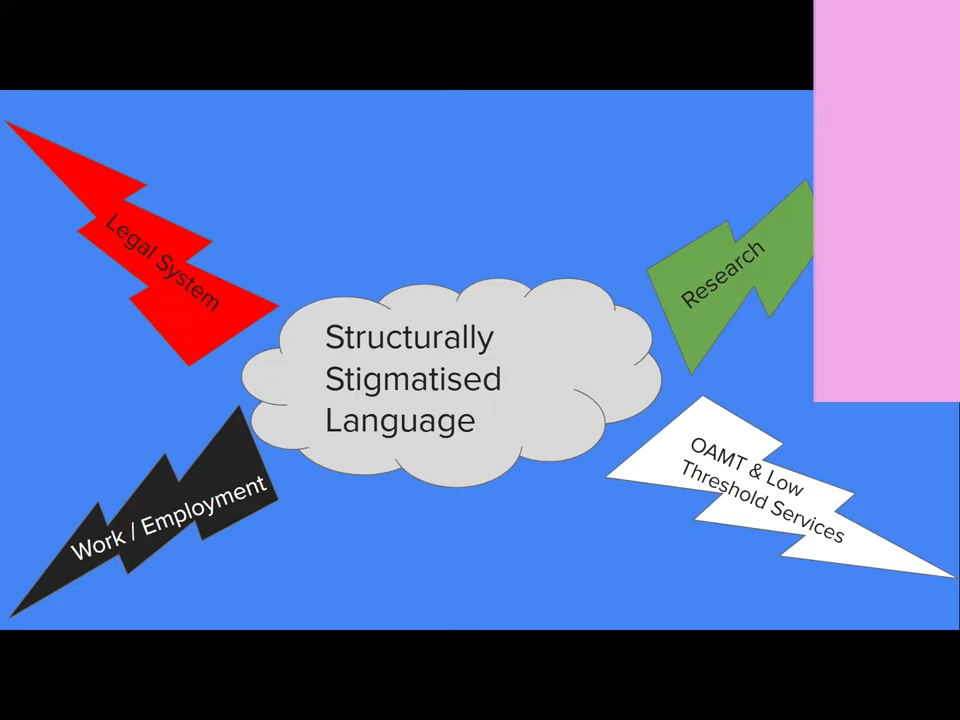 Legal System
Research
Structurally
Stigmatised
Language
OAMT & Low
Threshold Services
Work / Employment